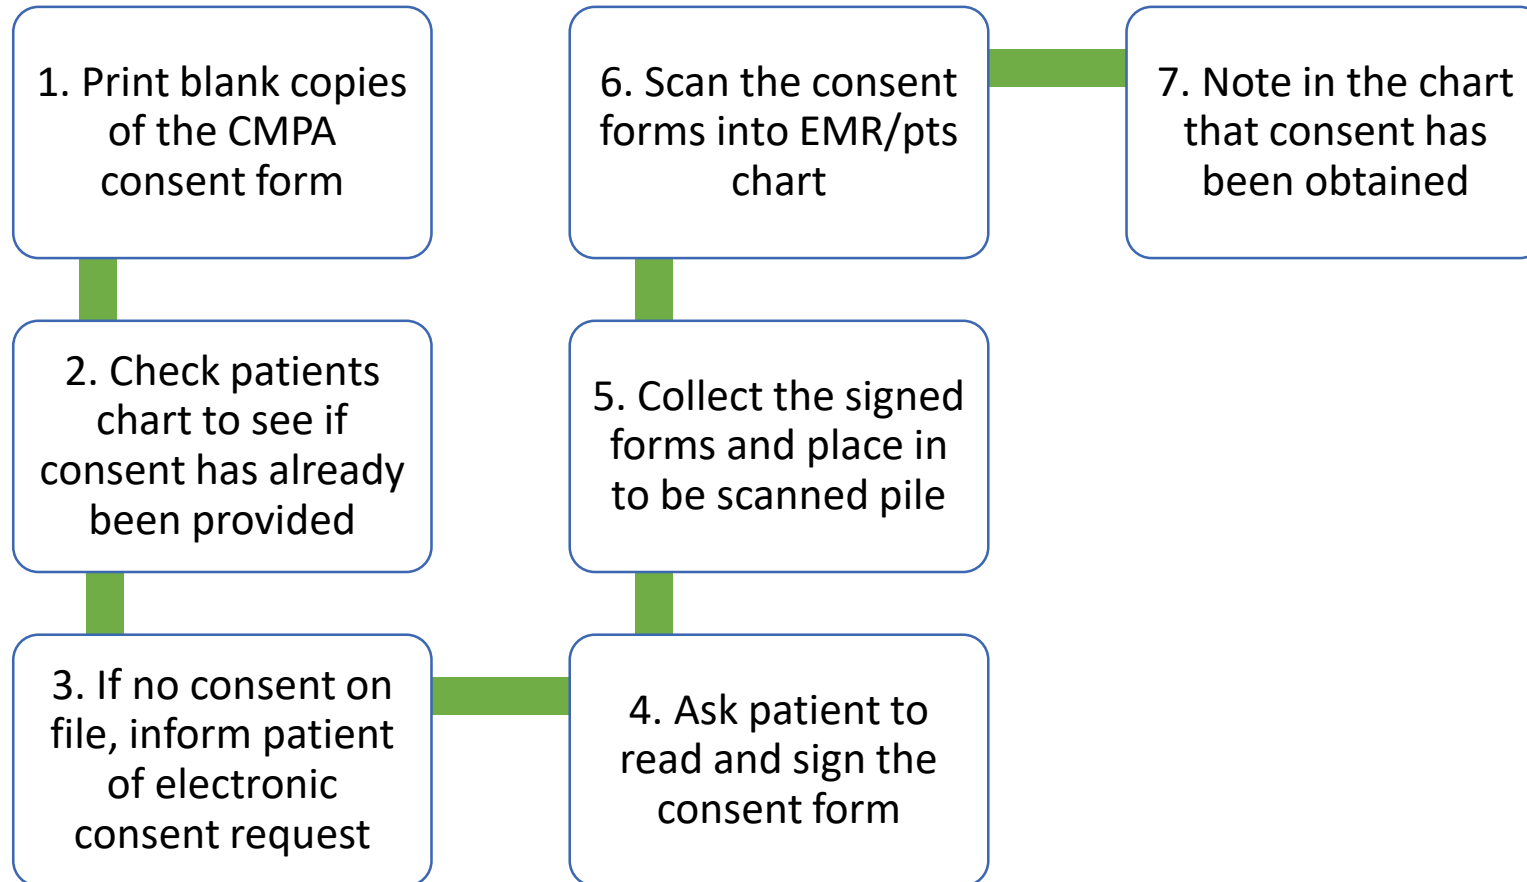 1. Print blank copies
of the CMPA
consent form
2. Check patients
chart to see if
consent has already
been provided
3. If no consent on
file, inform patient
of electronic
consent request
4. Ask patient to
read and sign the
consent form
5. Collect the signed
forms and place in
to be scanned pile
6. Scan the consent
forms into EMR/pts
chart
7. Note in the chart
that consent has
been obtained